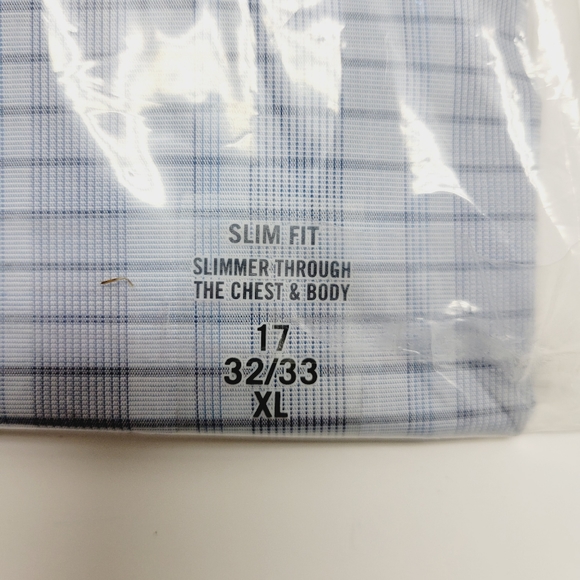 SLIM FIT
SLIMMER THROUGH
THE CHEST & BODY
17
32/33
XL